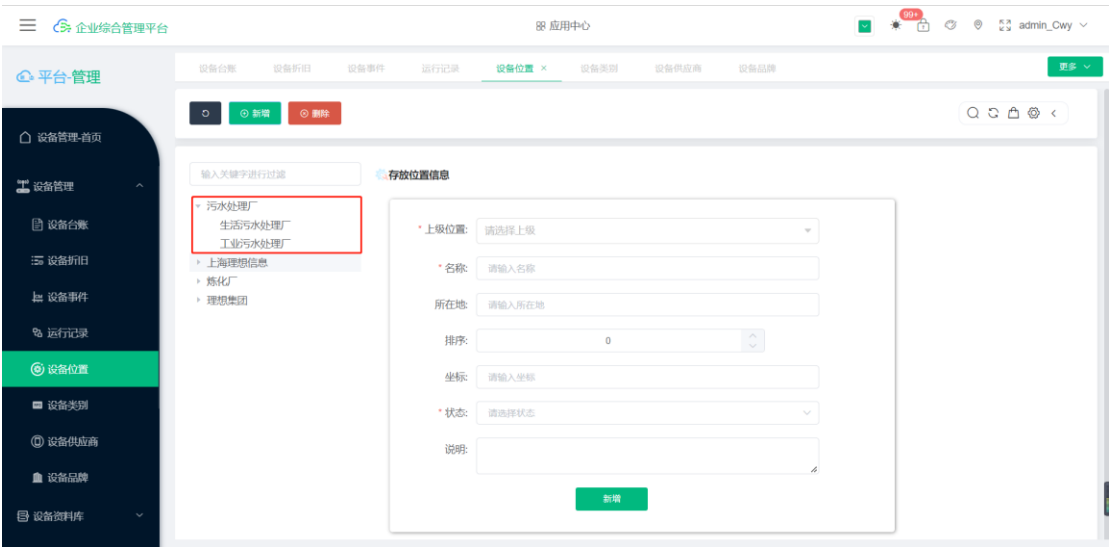 企业综合管理平台
应用中心
99+
admin_Cwy
平台-管理
设备台账 设备折旧 设备事件 运行记录 设备位置 × 设备类别 设备供应商 设备品牌
更多
新增 删除
设备管理-首页
设备管理
设备台账
设备折旧
设备事件
运行记录
设备位置
设备类别
设备供应商
设备品牌
设备资料库
输入关键字进行过滤
污水处理厂
生活污水处理厂
工业污水处理厂
上海理想信息
炼化厂
理想集团
存放位置信息
* 上级位置: 请选择上级
* 名称: 请输入名称
所在地: 请输入所在地
排序: 0
坐标: 请输入坐标
* 状态: 请选择状态
说明:
新增